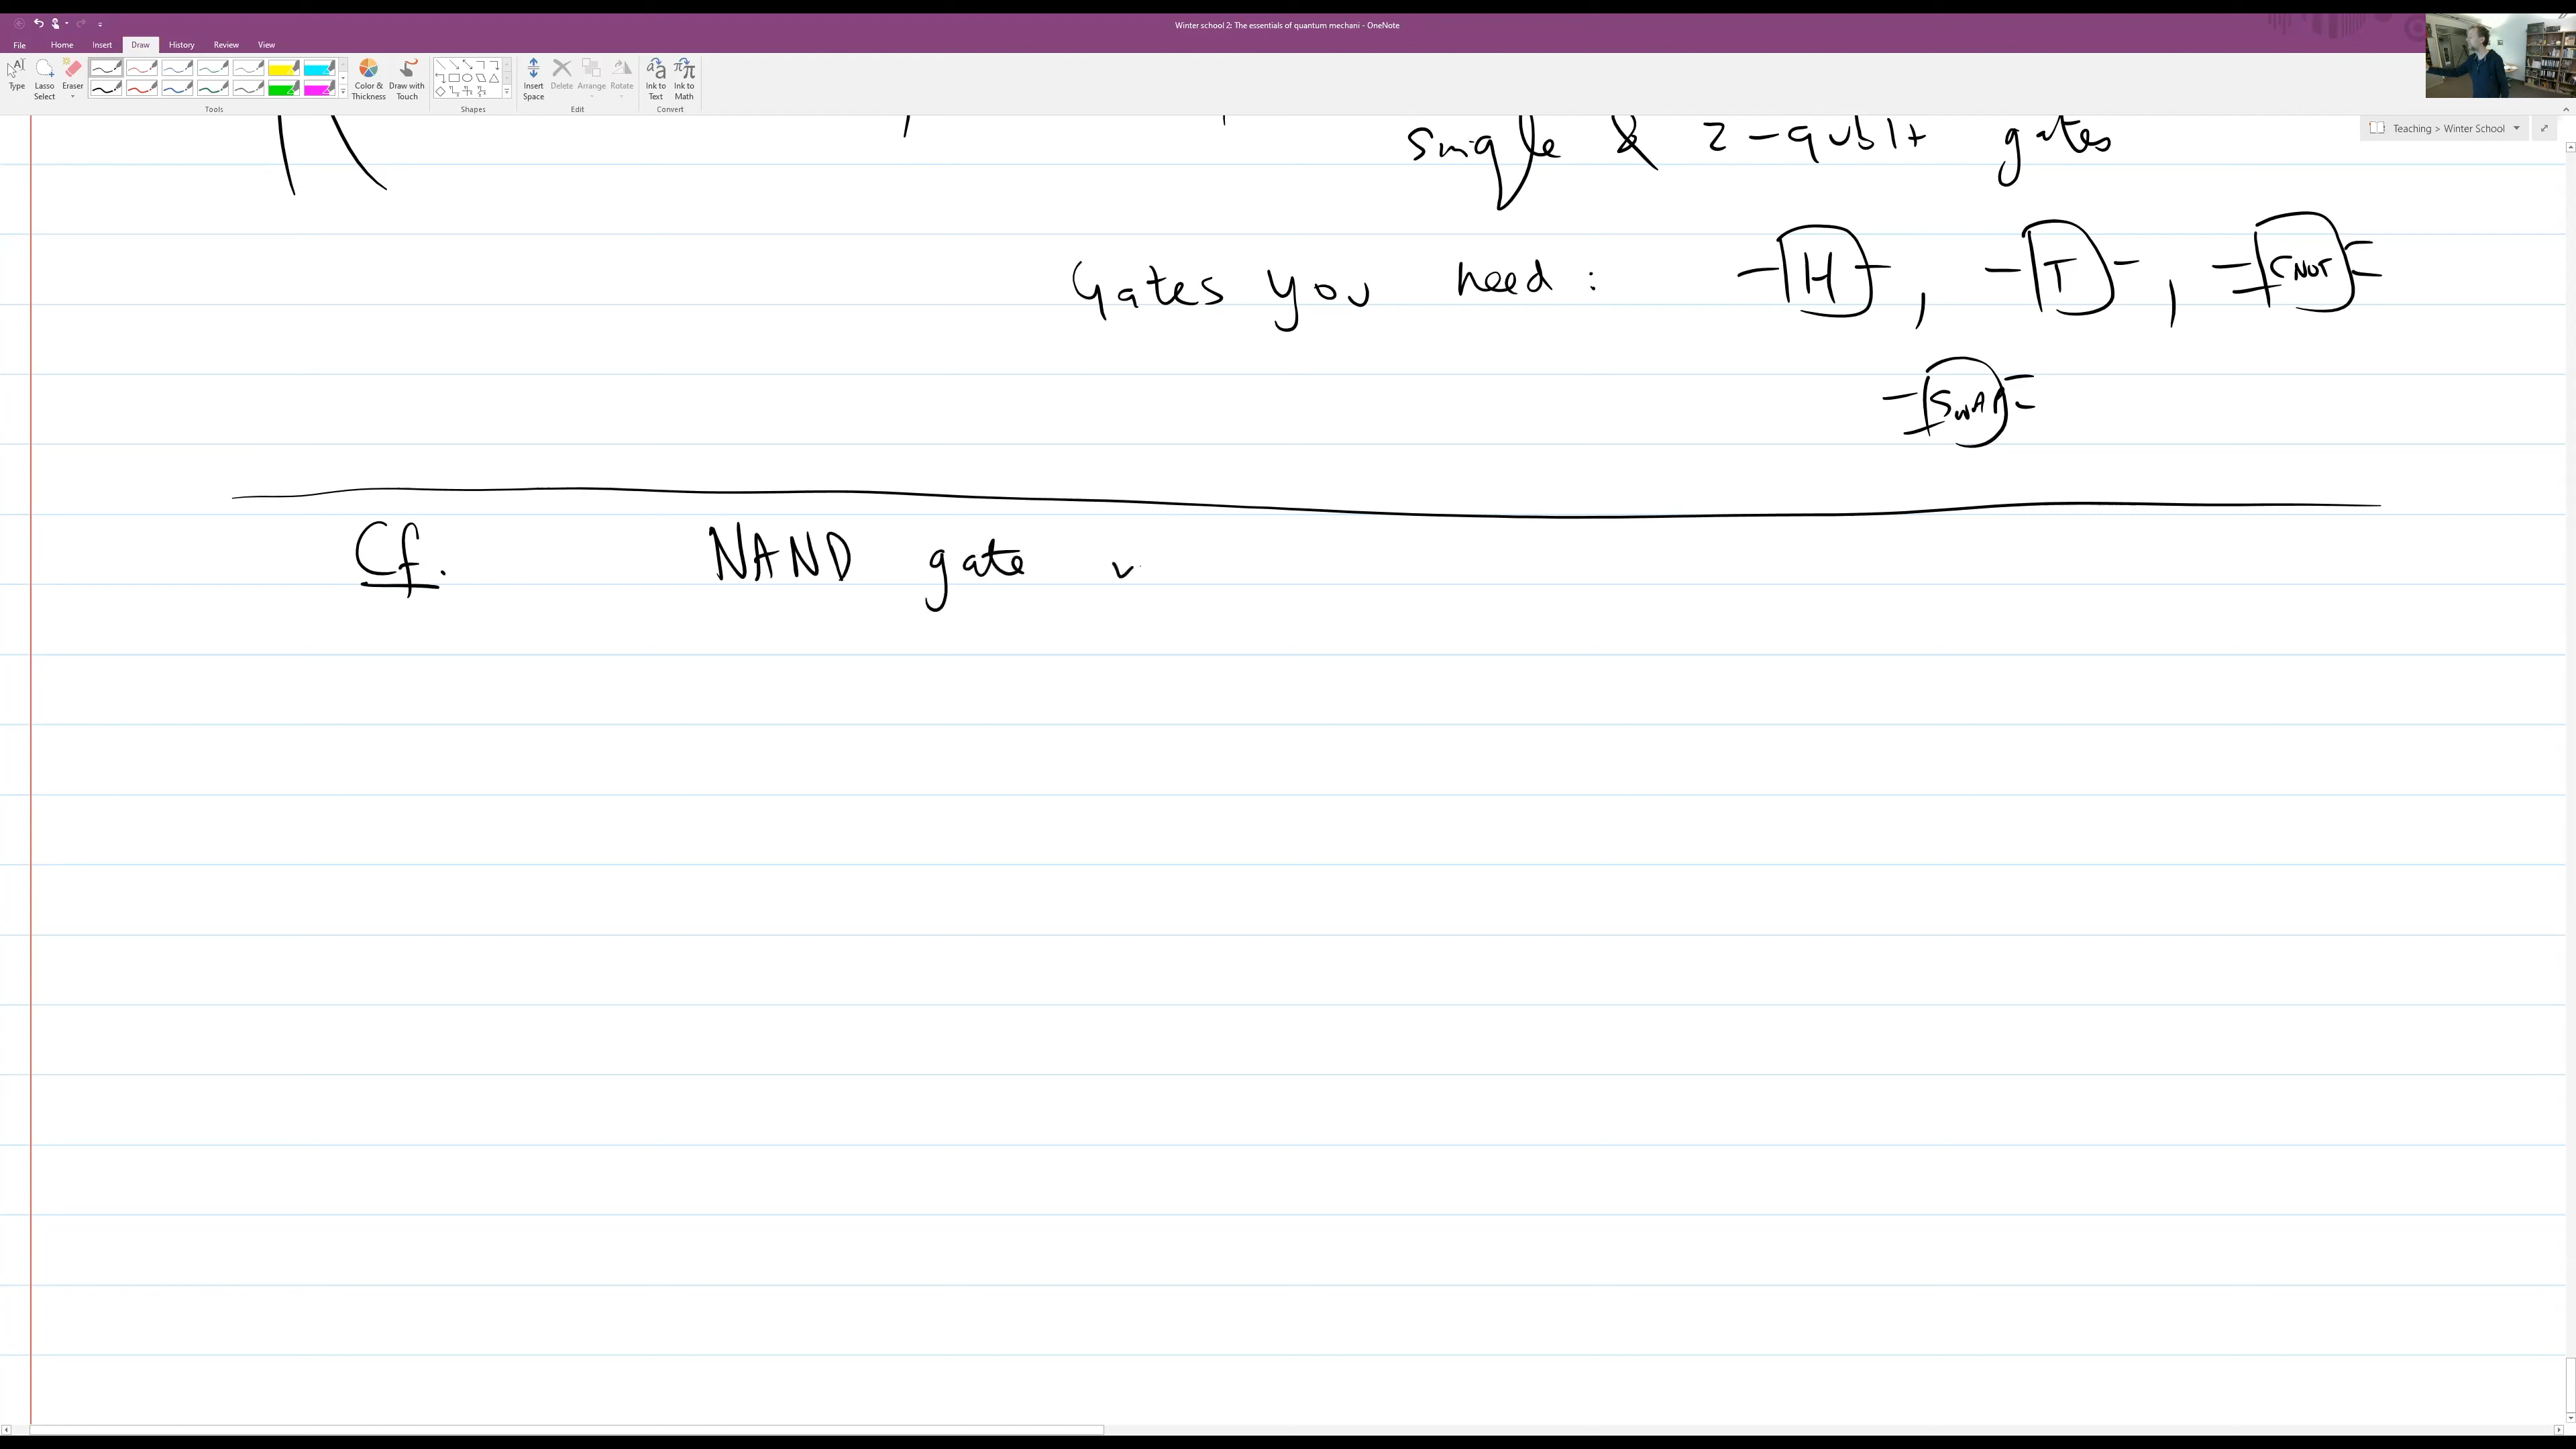 Winter school 2: The essentials of quantum mechani - OneNote
File Home Insert Draw History Review View
Type
Lasso Select
Eraser
Color & Thickness
Draw with Touch
Insert Space
Delete
Arrange
Rotate
Ink to Text
Ink to Math
Tools
Shapes
Edit
Convert
Teaching > Winter School
single & 2-qubit gates
Gates you need: H, T, CNOT
SWAP
Cf. NAND gate